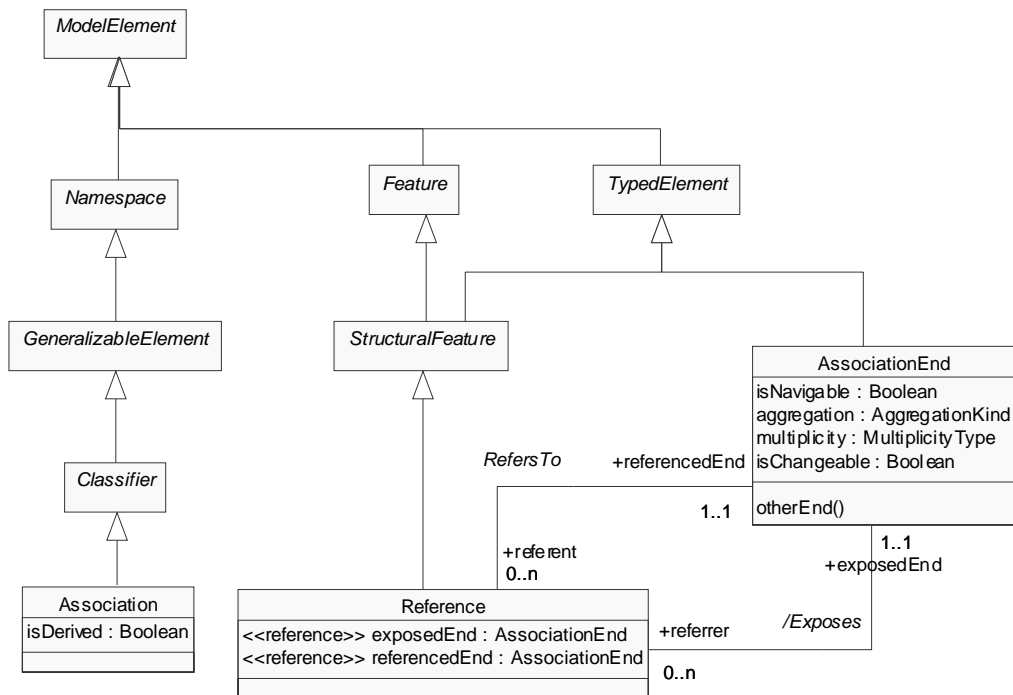 ModelElement
Namespace
Feature
TypedElement
GeneralizableElement
StructuralFeature
AssociationEnd
isNavigable : Boolean
aggregation : AggregationKind
multiplicity : MultiplicityType
isChangeable : Boolean
otherEnd()
Classifier
RefersTo
+referencedEnd
1..1
+referent
0..n
1..1
+exposedEnd
Association
isDerived : Boolean
Reference
<<reference>> exposedEnd : AssociationEnd
<<reference>> referencedEnd : AssociationEnd
+referrer
/Exposes
0..n